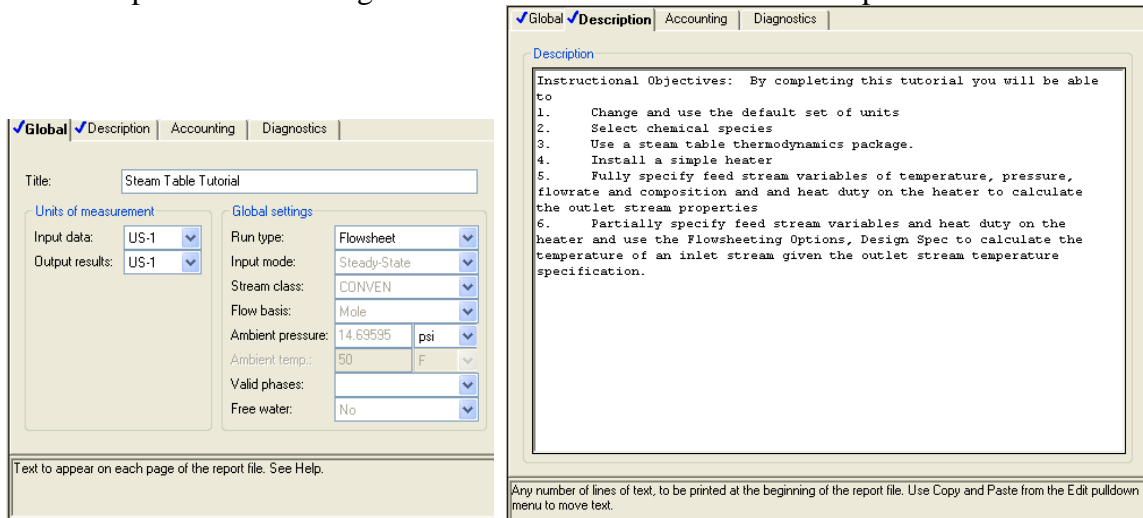 Global Description Accounting Diagnostics
Title: Steam Table Tutorial
Units of measurement
Input data: US-1
Output results: US-1
Global settings
Run type: Flowsheet
Input mode: Steady-State
Stream class: CONVEN
Flow basis: Mole
Ambient pressure: 14.69595 psi
Ambient temp.: 50 F
Valid phases:
Free water: No
Text to appear on each page of the report file. See Help.
Global Description Accounting Diagnostics
Description
Instructional Objectives: By completing this tutorial you will be able
to
1. Change and use the default set of units
2. Select chemical species
3. Use a steam table thermodynamics package.
4. Install a simple heater
5. Fully specify feed stream variables of temperature, pressure,
flowrate and composition and and heat duty on the heater to calculate
the outlet stream properties
6. Partially specify feed stream variables and heat duty on the
heater and use the Flowsheeting Options, Design Spec to calculate the
temperature of an inlet stream given the outlet stream temperature
specification.
Any number of lines of text, to be printed at the beginning of the report file. Use Copy and Paste from the Edit pulldown
menu to move text.